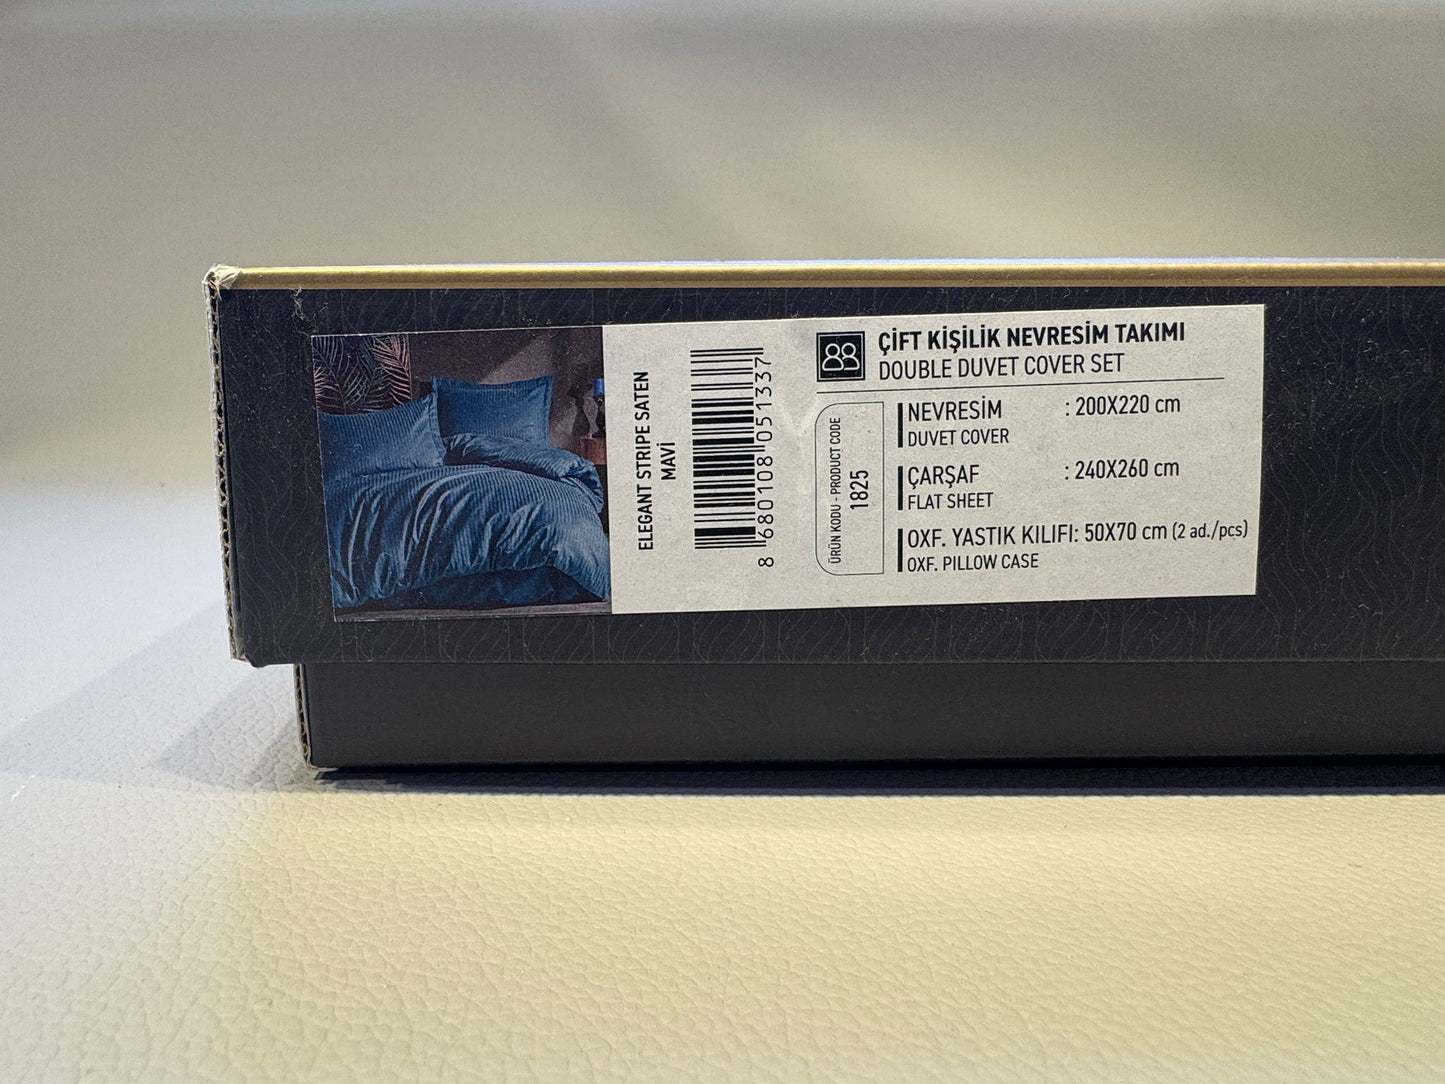 ELEGANT STRIPE SATEN
MAVİ
8 680108 051337
ÇİFT KİŞİLİK NEVRESİM TAKIMI
DOUBLE DUVET COVER SET
ÜRÜN KODU - PRODUCT CODE
1825
NEVRESİM : 200X220 cm
DUVET COVER
ÇARŞAF : 240X260 cm
FLAT SHEET
OXF. YASTIK KILIFI: 50X70 cm (2 ad./pcs)
OXF. PILLOW CASE